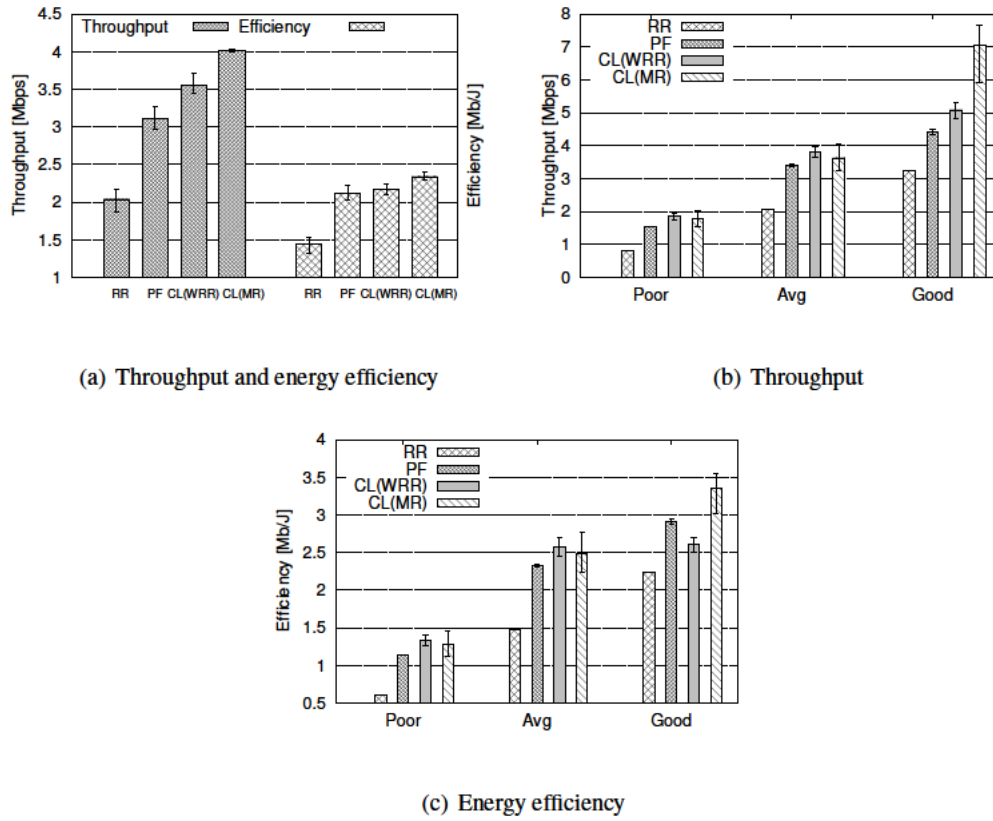 Throughput
Efficiency
4.5
4
3.5
3
2.5
2
1.5
1
Throughput [Mbps]
Efficiency [Mb/J]
RR PF CL(WRR) CL(MR) RR PF CL(WRR) CL(MR)
(a) Throughput and energy efficiency
RR
PF
CL(WRR)
CL(MR)
8
7
6
5
4
3
2
1
0
Throughput [Mbps]
Poor Avg Good
(b) Throughput
RR
PF
CL(WRR)
CL(MR)
4
3.5
3
2.5
2
1.5
1
0.5
Efficiency [Mb/J]
Poor Avg Good
(c) Energy efficiency